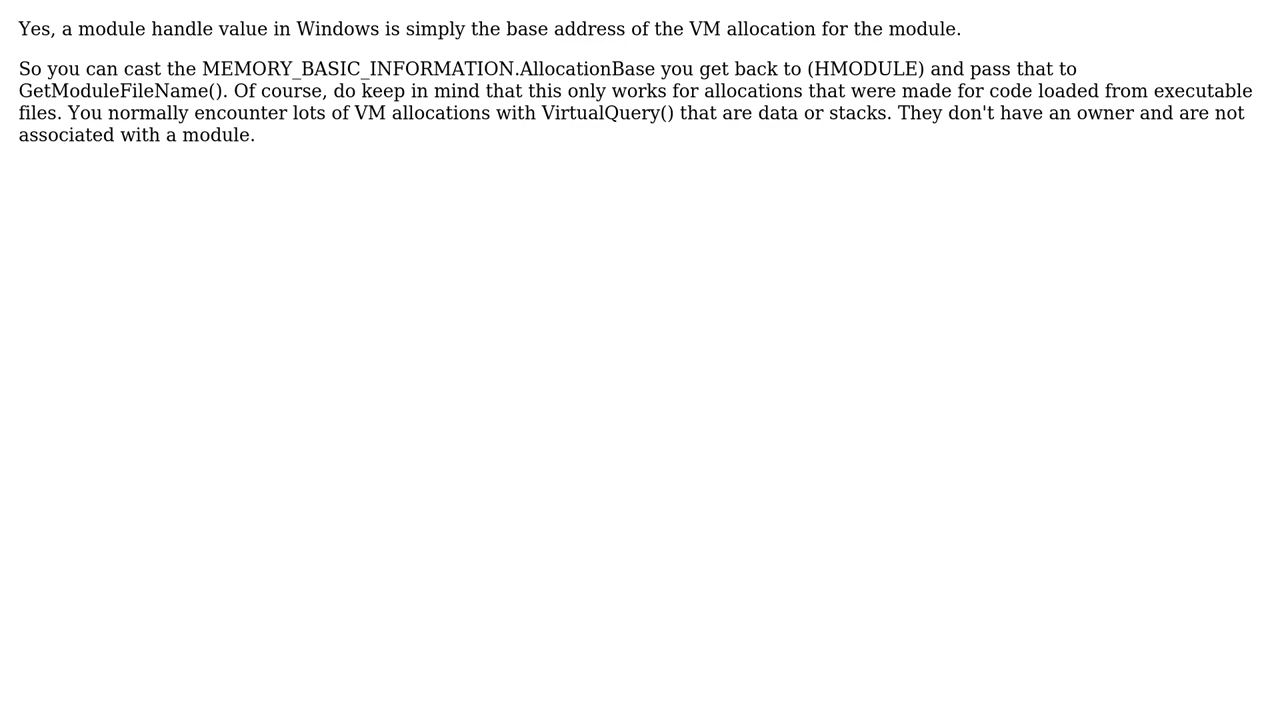 Yes, a module handle value in Windows is simply the base address of the VM allocation for the module.
So you can cast the MEMORY_BASIC_INFORMATION.AllocationBase you get back to (HMODULE) and pass that to
GetModuleFileName(). Of course, do keep in mind that this only works for allocations that were made for code loaded from executable
files. You normally encounter lots of VM allocations with VirtualQuery() that are data or stacks. They don't have an owner and are not
associated with a module.